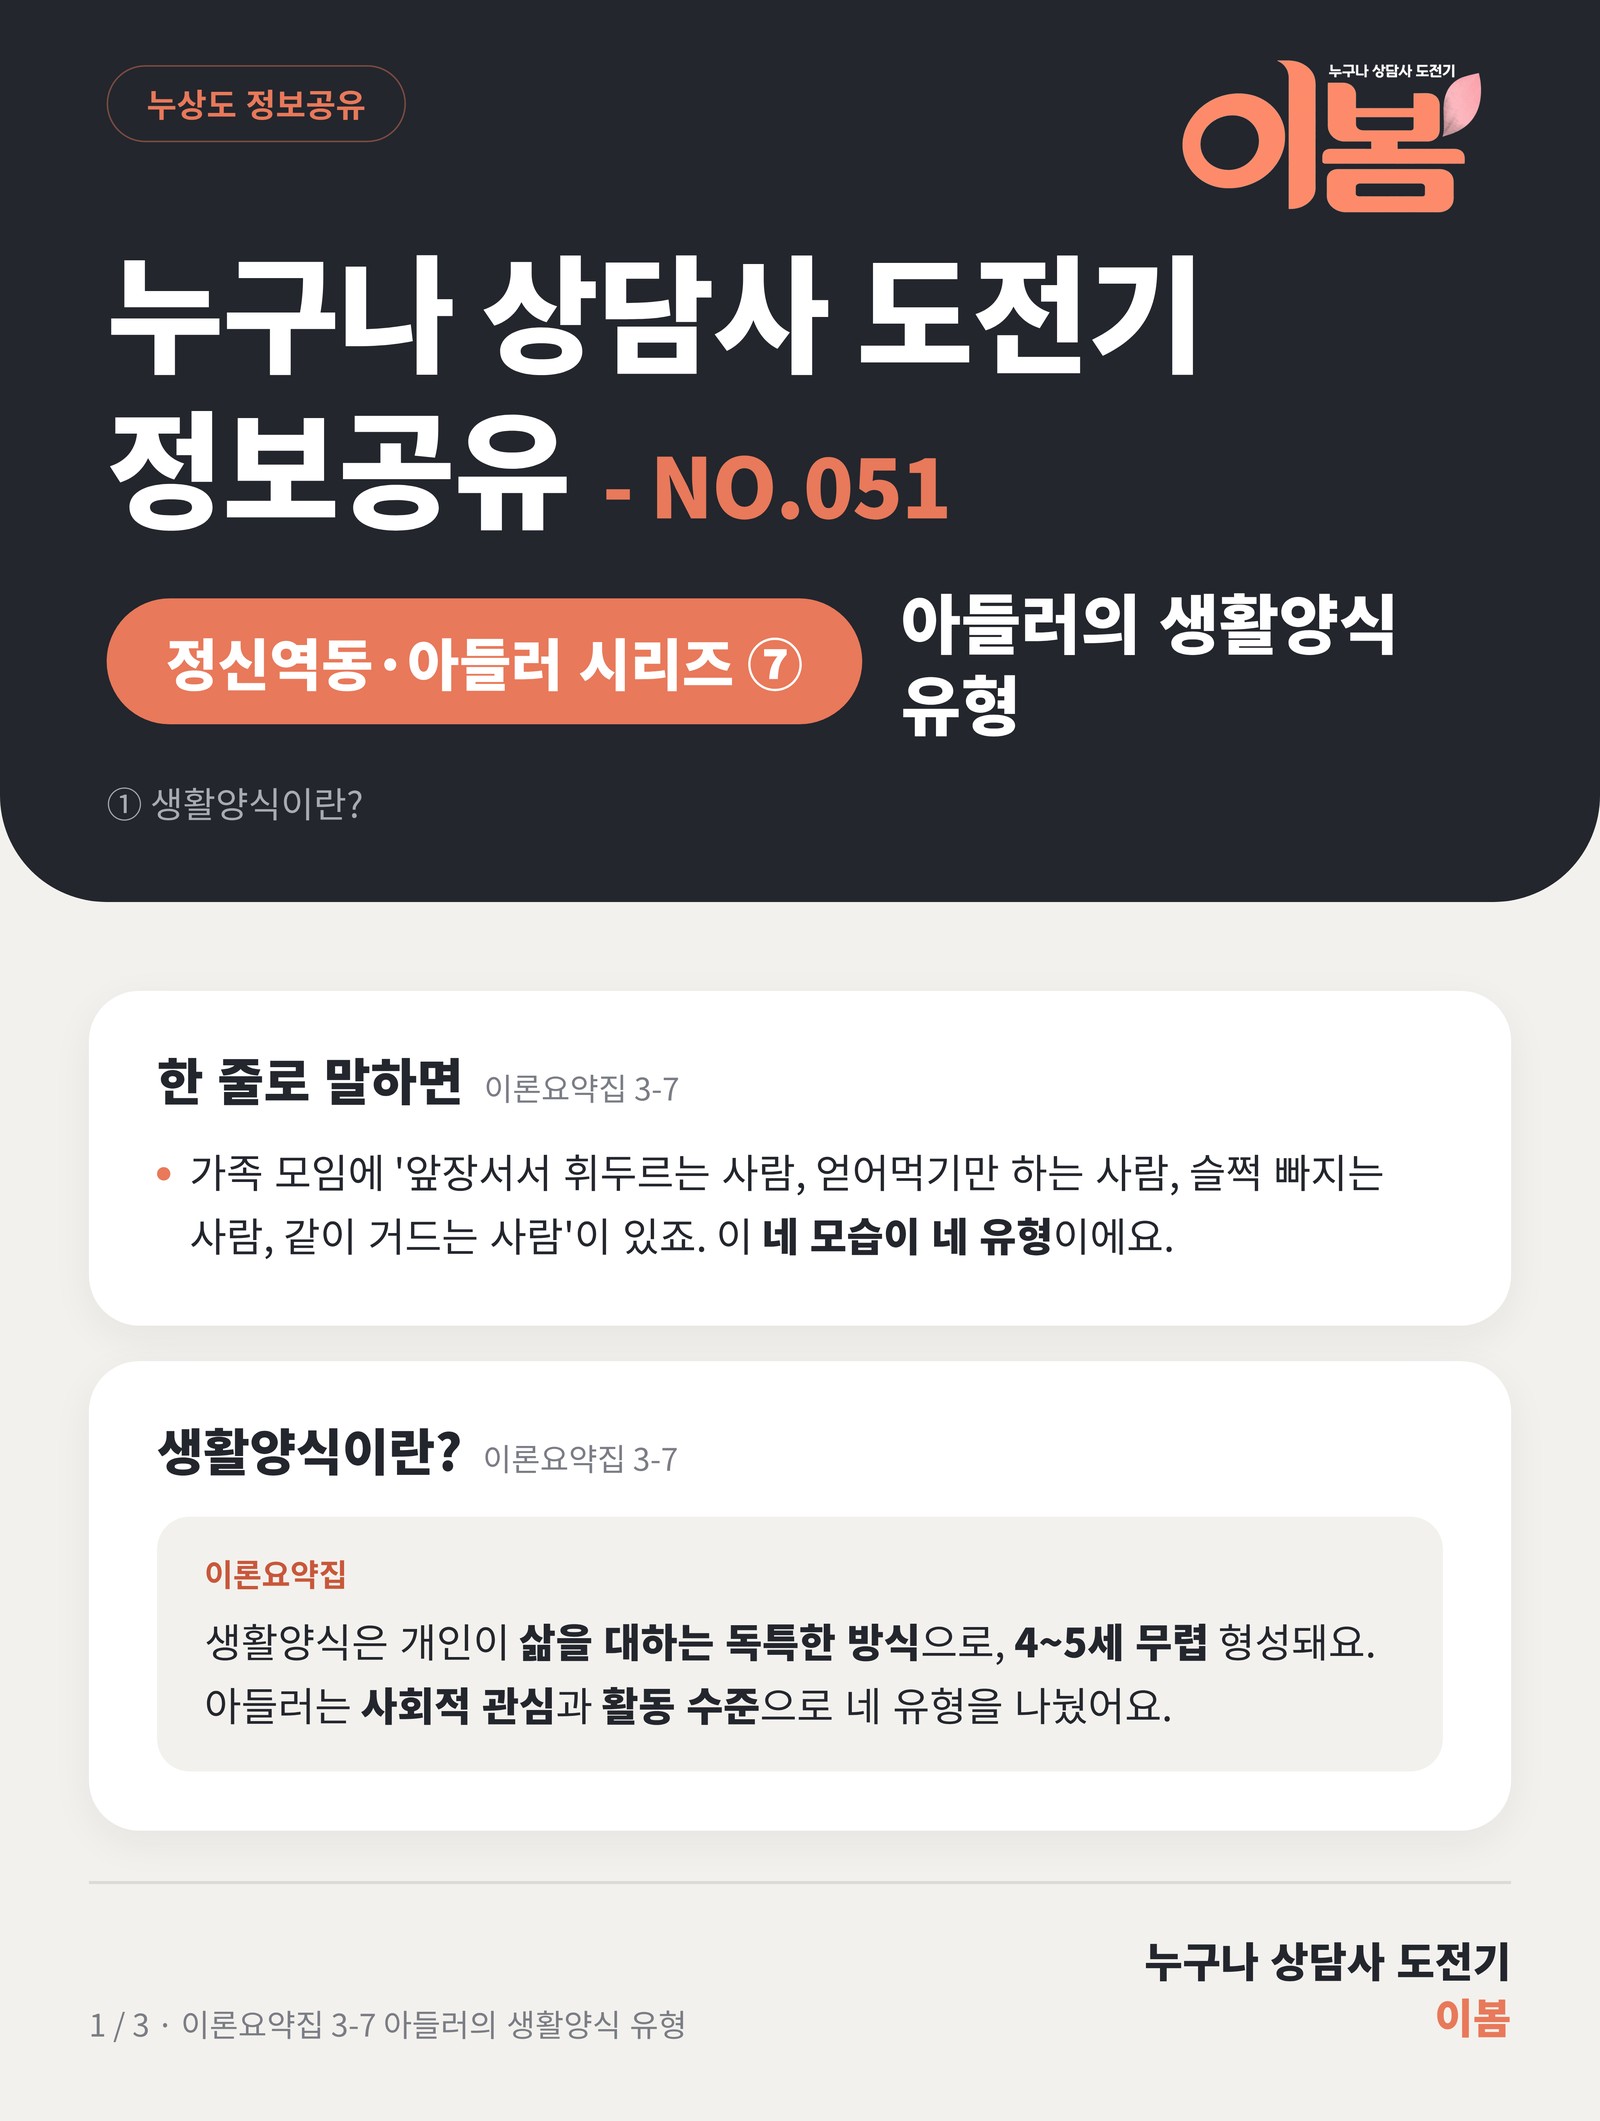 누상도 정보공유
누구나 상담사 도전기
이봄
누구나 상담사 도전기
정보공유 - NO.051
정신역동·아들러 시리즈 ⑦
아들러의 생활양식
유형
① 생활양식이란?
한 줄로 말하면 이론요약집 3-7
• 가족 모임에 '앞장서서 휘두르는 사람, 얻어먹기만 하는 사람, 슬쩍 빠지는
사람, 같이 거드는 사람'이 있죠. 이 네 모습이 네 유형이에요.
생활양식이란? 이론요약집 3-7
이론요약집
생활양식은 개인이 삶을 대하는 독특한 방식으로, 4~5세 무렵 형성돼요.
아들러는 사회적 관심과 활동 수준으로 네 유형을 나눴어요.
누구나 상담사 도전기
이봄
1 / 3 · 이론요약집 3-7 아들러의 생활양식 유형